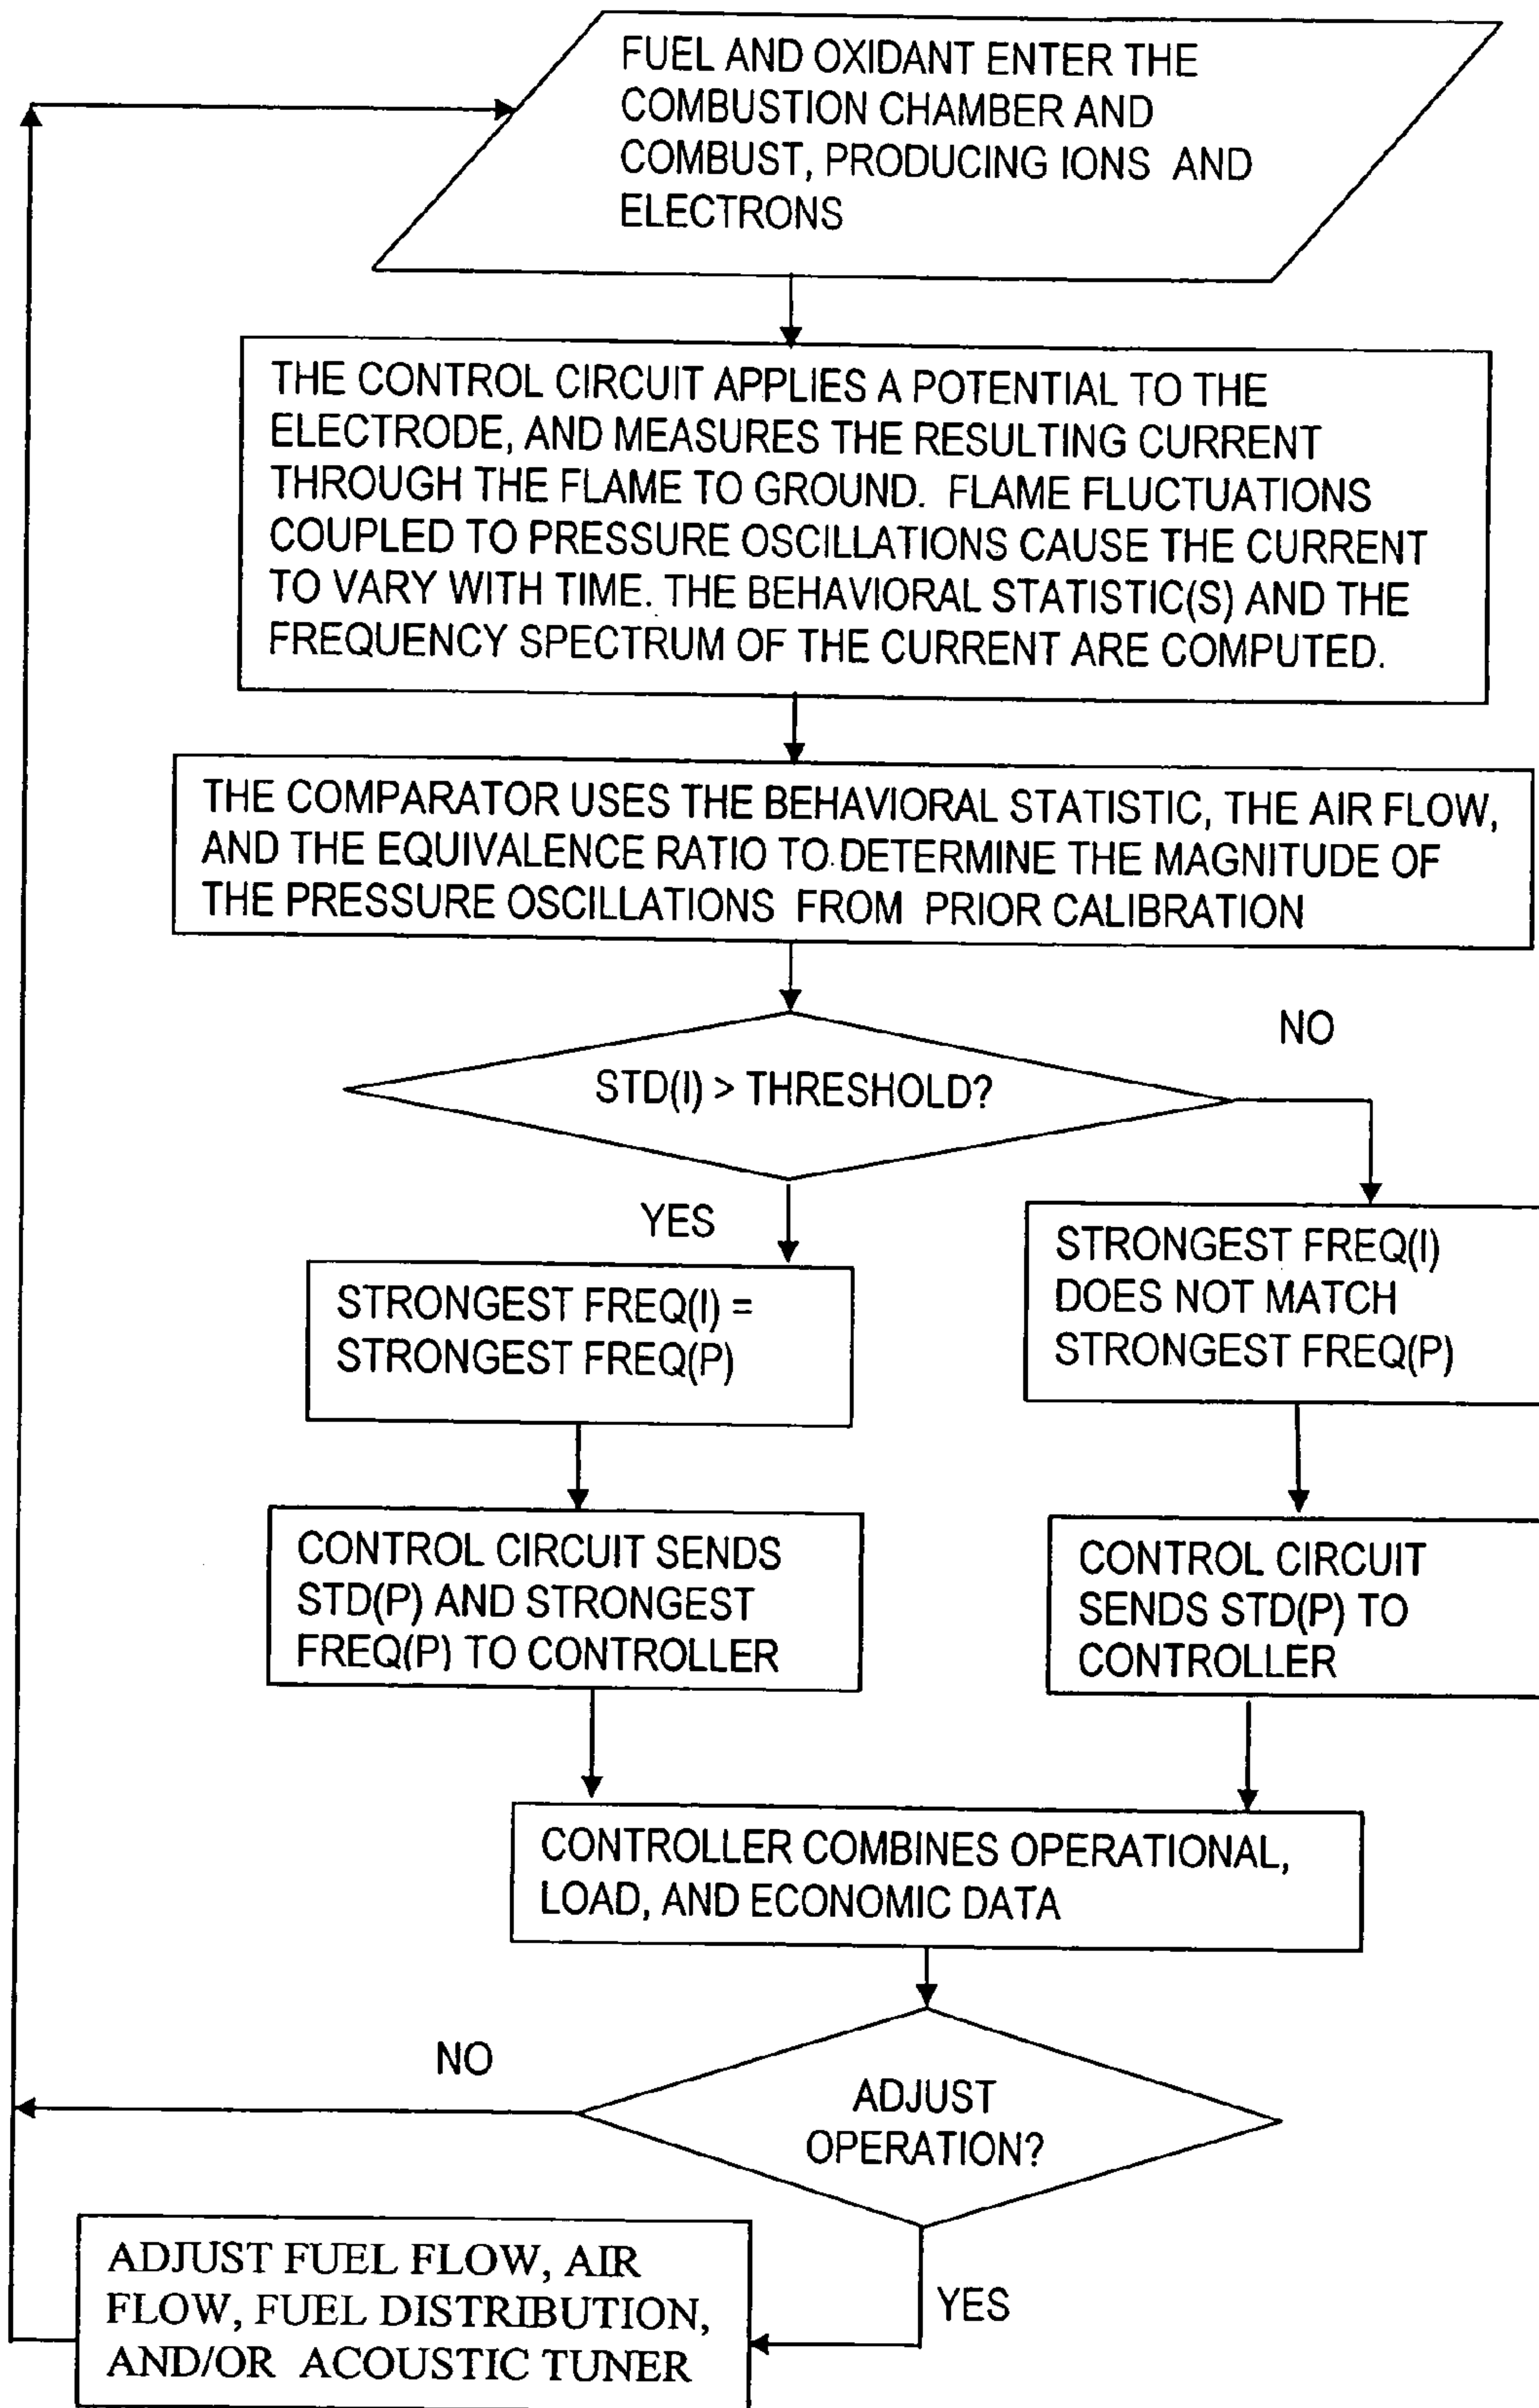 FUEL AND OXIDANT ENTER THE
COMBUSTION CHAMBER AND
COMBUST, PRODUCING IONS AND
ELECTRONS
THE CONTROL CIRCUIT APPLIES A POTENTIAL TO THE
ELECTRODE, AND MEASURES THE RESULTING CURRENT
THROUGH THE FLAME TO GROUND. FLAME FLUCTUATIONS
COUPLED TO PRESSURE OSCILLATIONS CAUSE THE CURRENT
TO VARY WITH TIME. THE BEHAVIORAL STATISTIC(S) AND THE
FREQUENCY SPECTRUM OF THE CURRENT ARE COMPUTED.
THE COMPARATOR USES THE BEHAVIORAL STATISTIC, THE AIR FLOW,
AND THE EQUIVALENCE RATIO TO DETERMINE THE MAGNITUDE OF
THE PRESSURE OSCILLATIONS FROM PRIOR CALIBRATION
NO
STD(I) > THRESHOLD?
YES
STRONGEST FREQ(I) =
STRONGEST FREQ(P)
STRONGEST FREQ(I)
DOES NOT MATCH
STRONGEST FREQ(P)
CONTROL CIRCUIT SENDS
STD(P) AND STRONGEST
FREQ(P) TO CONTROLLER
CONTROL CIRCUIT
SENDS STD(P) TO
CONTROLLER
CONTROLLER COMBINES OPERATIONAL,
LOAD, AND ECONOMIC DATA
NO
ADJUST
OPERATION?
YES
ADJUST FUEL FLOW, AIR
FLOW, FUEL DISTRIBUTION,
AND/OR ACOUSTIC TUNER